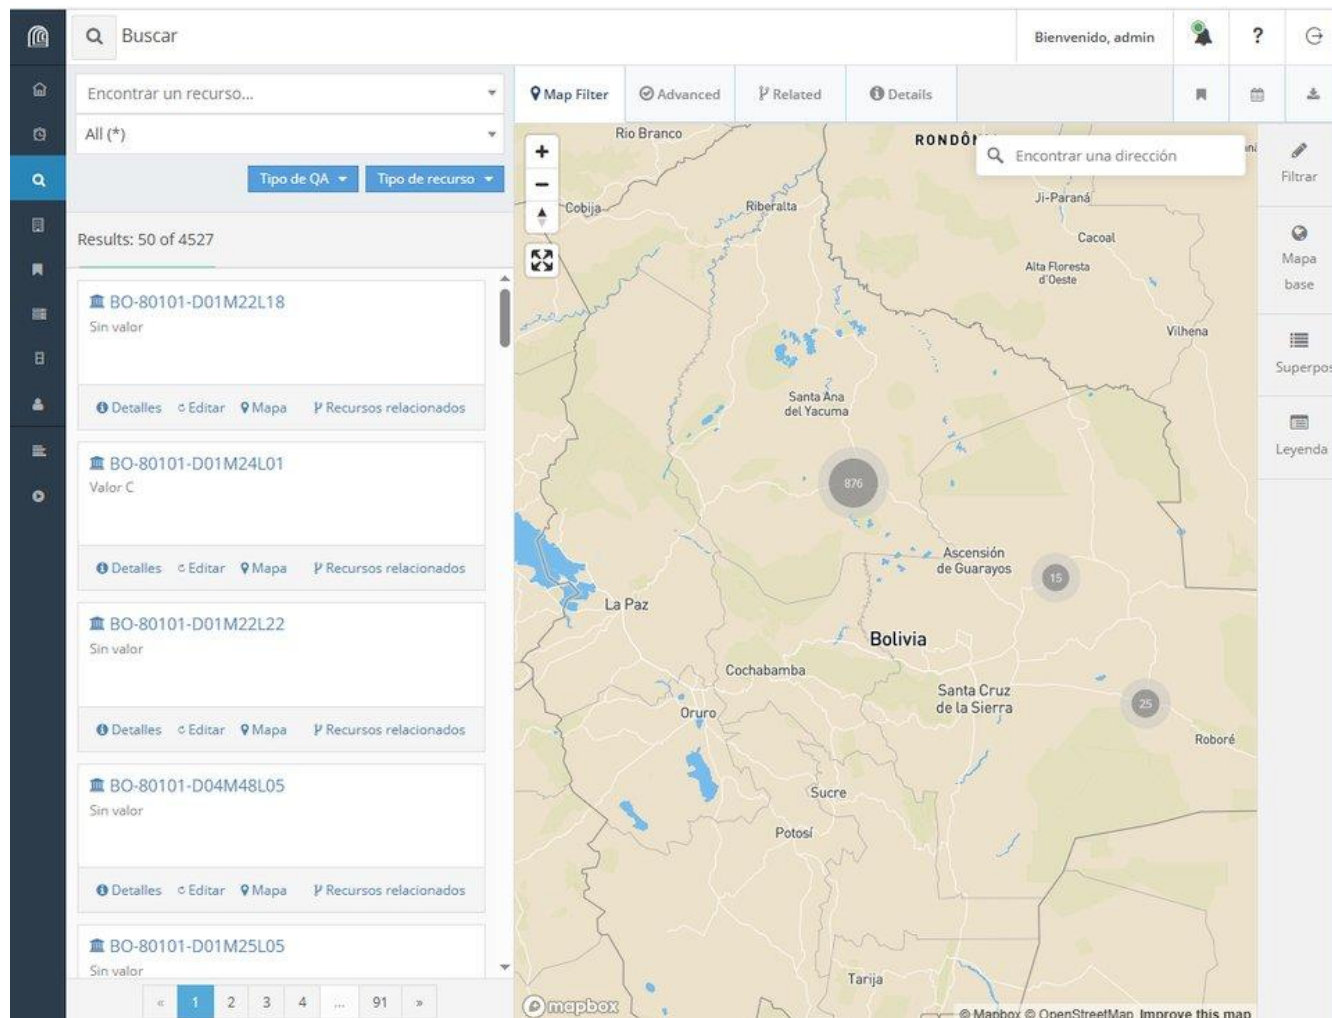 Buscar
Bienvenido, admin
?
Encontrar un recurso...
All (*)
Tipo de QA
Tipo de recurso
Results: 50 of 4527
BO-80101-D01M22L18
Sin valor
Detalles Editar Mapa Recursos relacionados
BO-80101-D01M24L01
Valor C
Detalles Editar Mapa Recursos relacionados
BO-80101-D01M22L22
Sin valor
Detalles Editar Mapa Recursos relacionados
BO-80101-D04M48L05
Sin valor
Detalles Editar Mapa Recursos relacionados
BO-80101-D01M25L05
Sin valor
« 1 2 3 4 ... 91 »
Map Filter
Advanced
Related
Details
Encontrar una dirección
Filtrar
Mapa
base
Superpos
Leyenda
Rio Branco
Cobija
Riberalta
Ji-Paraná
Cacoal
Alta Floresta
d'Oeste
Vilhena
Santa Ana
del Yacuma
876
Ascensión
de Guarayos
15
La Paz
Bolivia
Cochabamba
Santa Cruz
de la Sierra
25
Oruro
Roboré
Sucre
Potosí
Tarija
mapbox
© Mapbox © OpenStreetMap Improve this map